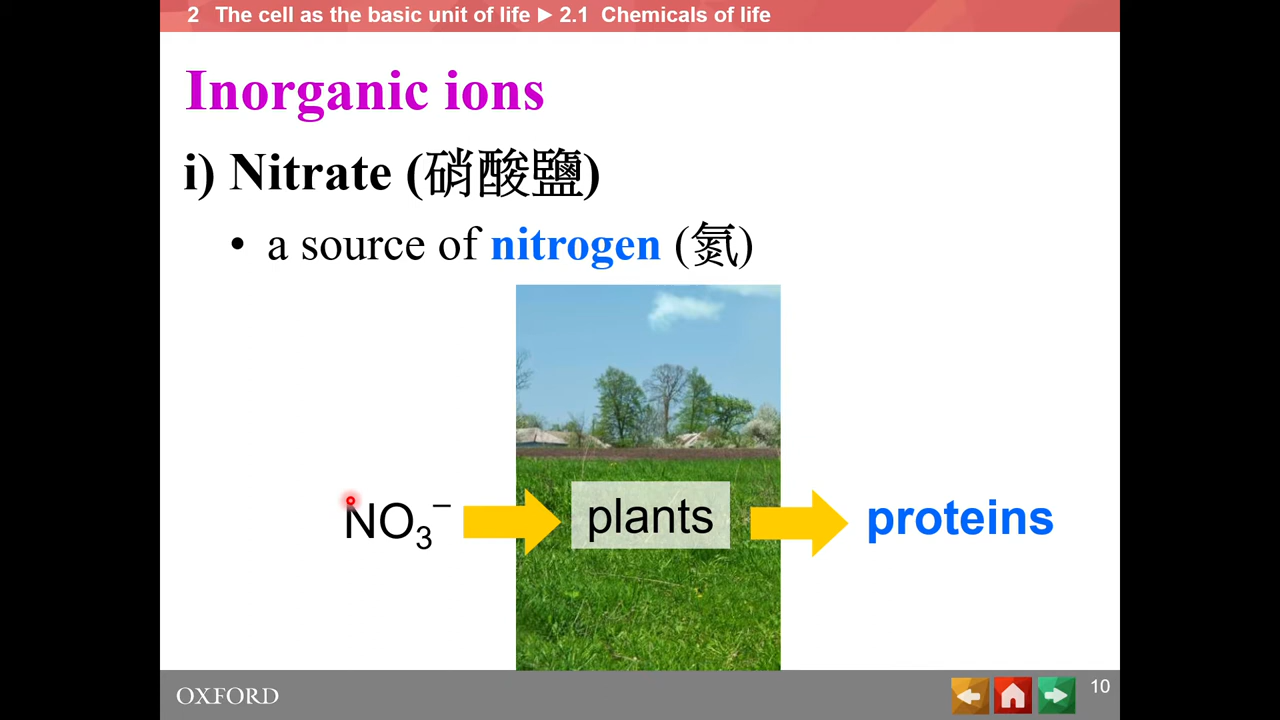 2 The cell as the basic unit of life ► 2.1 Chemicals of life
Inorganic ions
i) Nitrate (硝酸鹽)
• a source of nitrogen (氮)
NO₃⁻ plants proteins
OXFORD
10